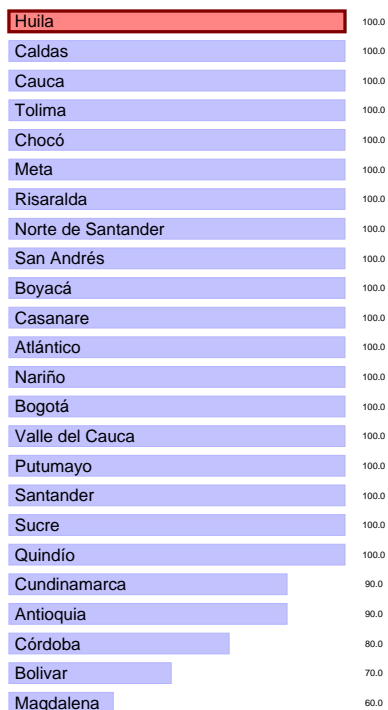 Huila 100.0
Caldas 100.0
Cauca 100.0
Tolima 100.0
Chocó 100.0
Meta 100.0
Risaralda 100.0
Norte de Santander 100.0
San Andrés 100.0
Boyacá 100.0
Casanare 100.0
Atlántico 100.0
Nariño 100.0
Bogotá 100.0
Valle del Cauca 100.0
Putumayo 100.0
Santander 100.0
Sucre 100.0
Quindío 100.0
Cundinamarca 90.0
Antioquia 90.0
Córdoba 80.0
Bolivar 70.0
Magdalena 60.0